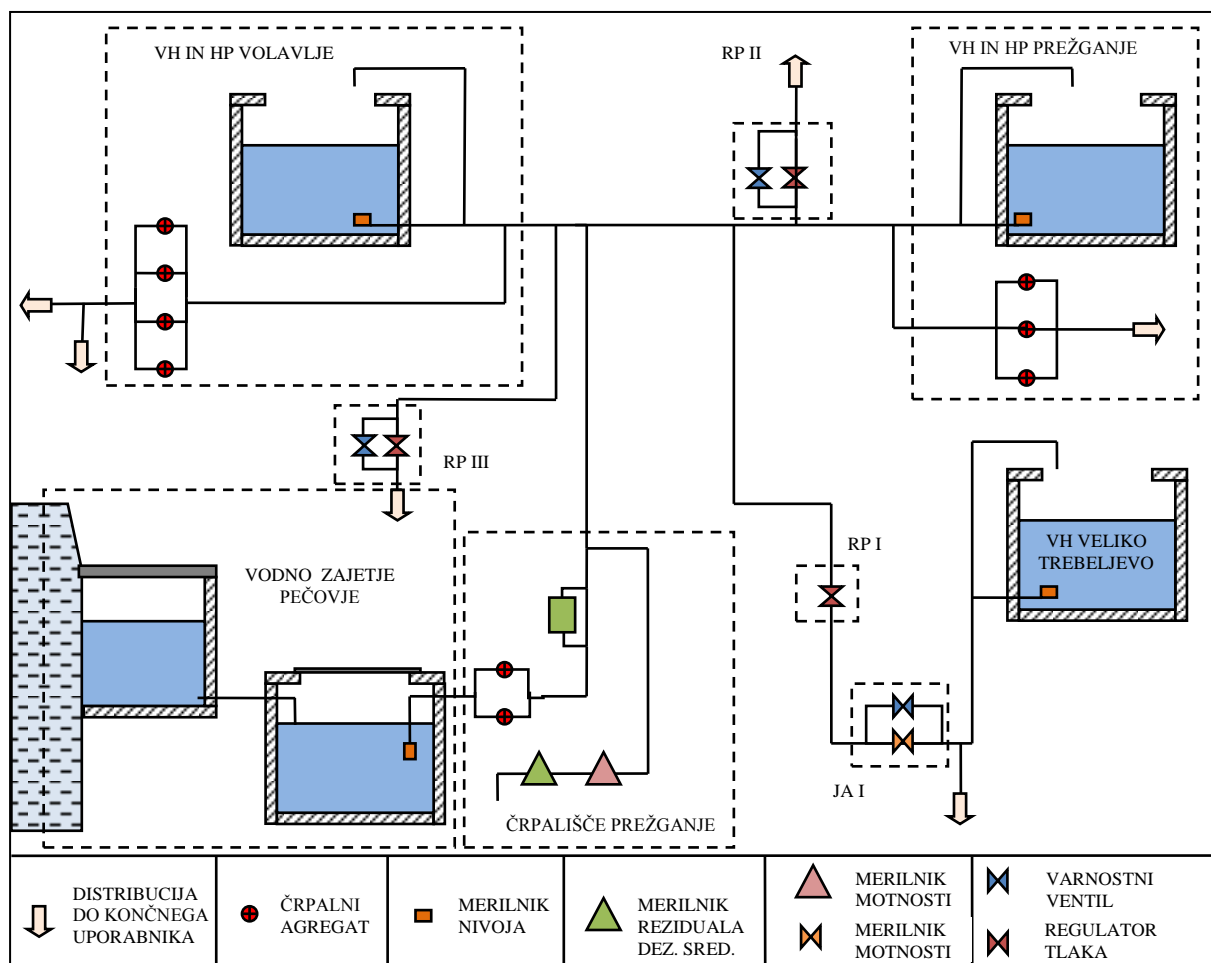 VH IN HP VOLAVLJE
RP II
VH IN HP PREŽGANJE
RP III
VODNO ZAJETJE
PEČOVJE
RP I
VH VELIKO
TREBELJEVO
JA I
ČRPALIŠČE PREŽGANJE
DISTRIBUCIJA
DO KONČNEGA
UPORABNIKA
ČRPALNI
AGREGAT
MERILNIK
NIVOJA
MERILNIK
REZIDUALA
DEZ. SRED.
MERILNIK
MOTNOSTI
MERILNIK
MOTNOSTI
VARNOSTNI
VENTIL
REGULATOR
TLAKA